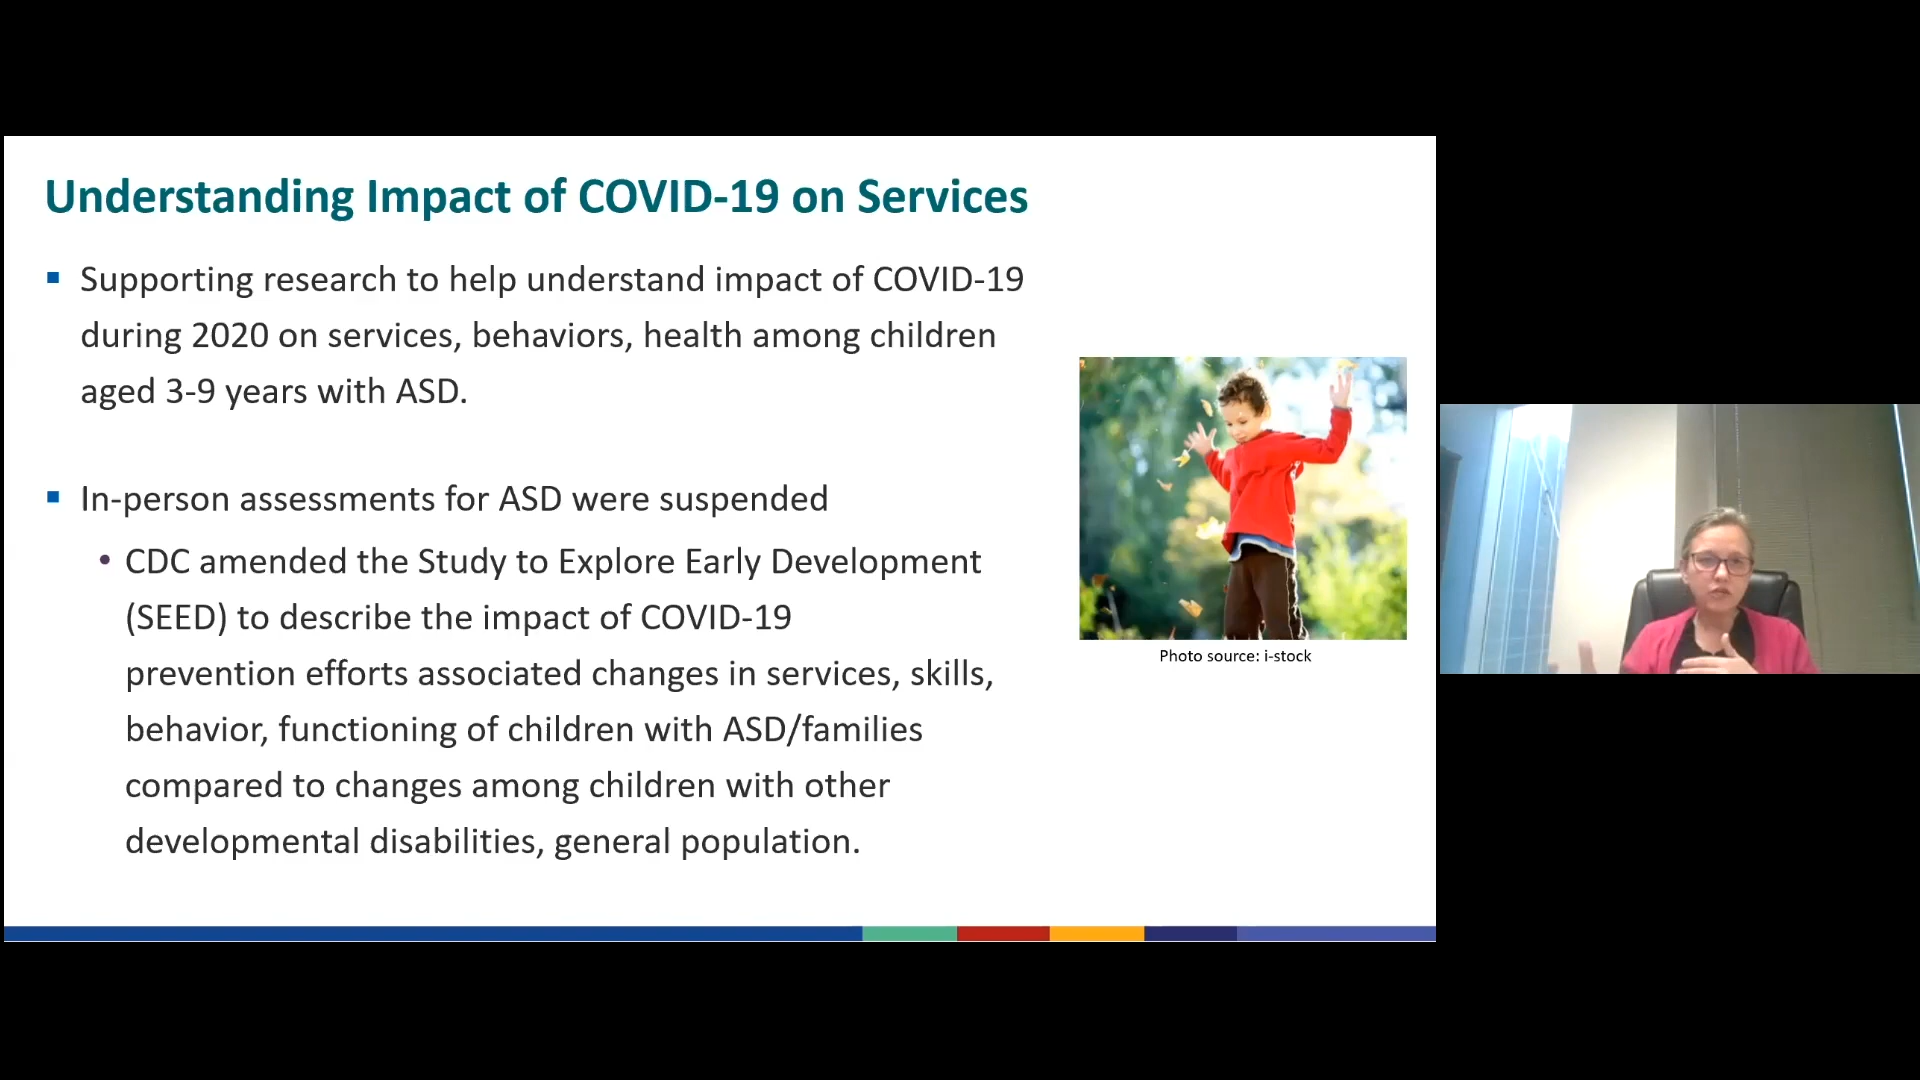 Understanding Impact of COVID-19 on Services
Supporting research to help understand impact of COVID-19
during 2020 on services, behaviors, health among children
aged 3-9 years with ASD.
In-person assessments for ASD were suspended
CDC amended the Study to Explore Early Development
(SEED) to describe the impact of COVID-19
prevention efforts associated changes in services, skills,
behavior, functioning of children with ASD/families
compared to changes among children with other
developmental disabilities, general population.
Photo source: i-stock